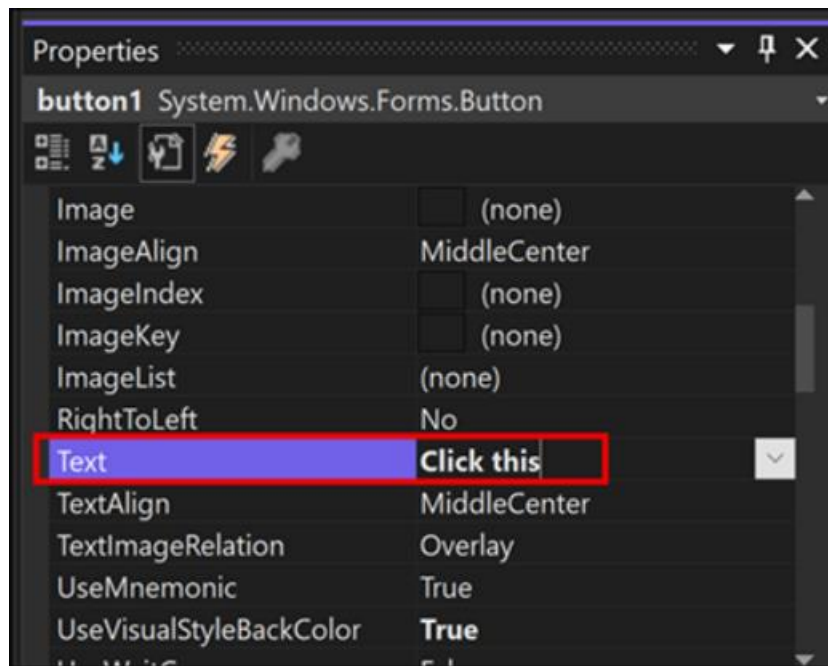 Properties
button1 System.Windows.Forms.Button
Image (none)
ImageAlign MiddleCenter
ImageIndex (none)
ImageKey (none)
ImageList (none)
RightToLeft No
Text Click this
TextAlign MiddleCenter
TextImageRelation Overlay
UseMnemonic True
UseVisualStyleBackColor True